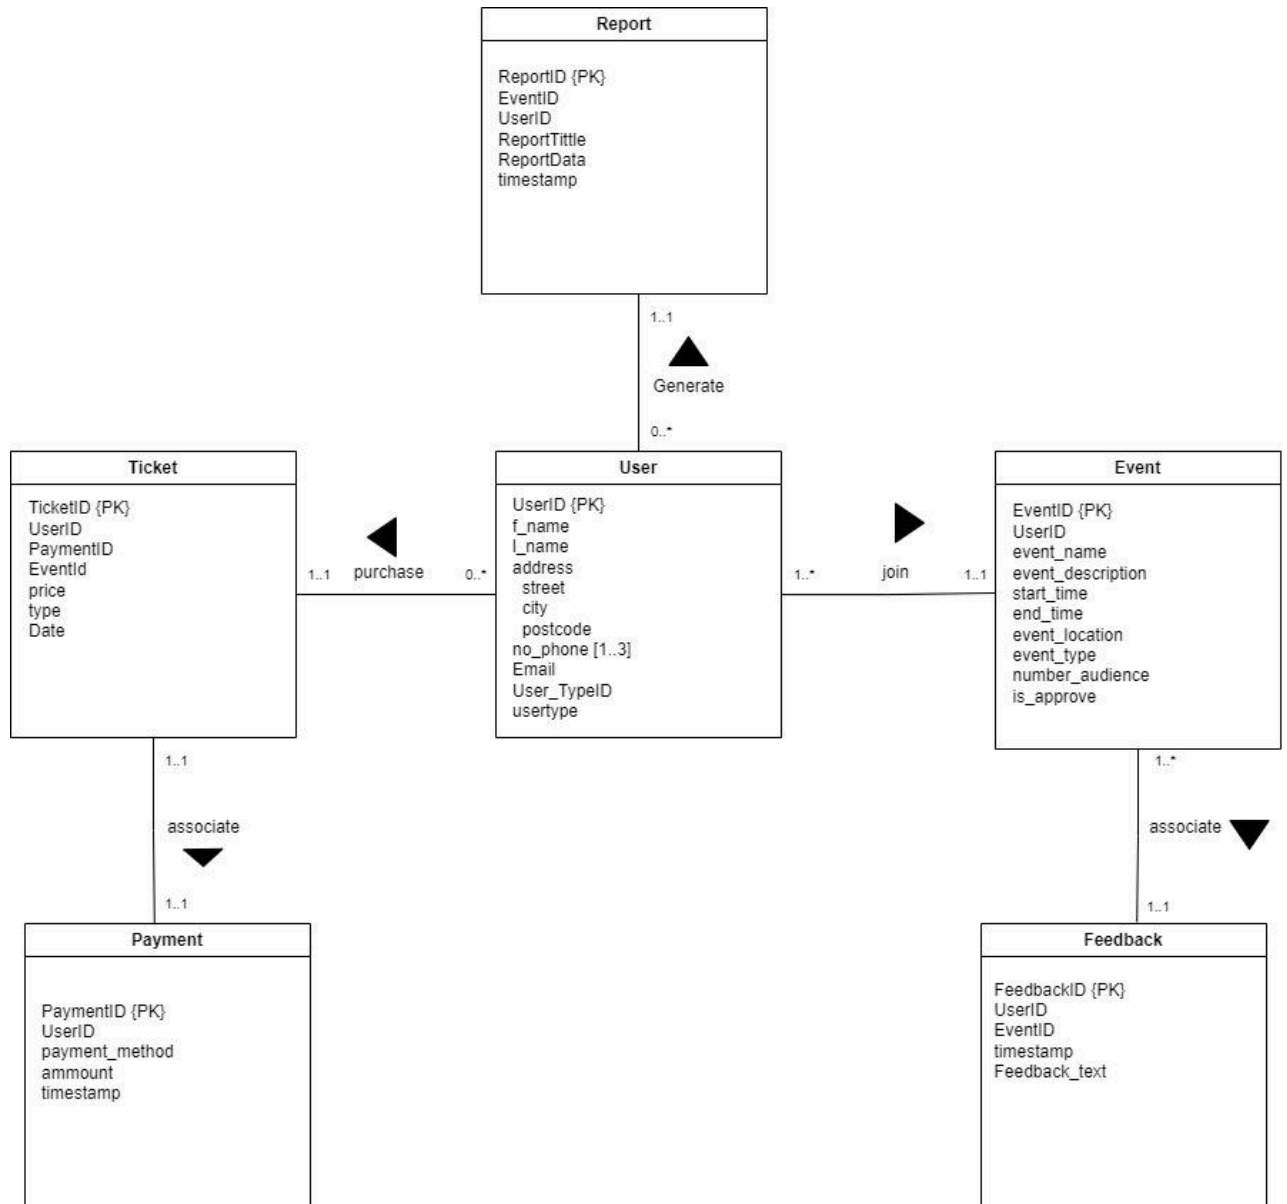 Report
ReportID {PK}
EventID
UserID
ReportTittle
ReportData
timestamp
1..1
Generate
0..*
Ticket
TicketID {PK}
UserID
PaymentID
EventId
price
type
Date
1..1
purchase
0..*
User
UserID {PK}
f_name
l_name
address
street
city
postcode
no_phone [1..3]
Email
User_TypeID
usertype
1..*
join
1..1
Event
EventID {PK}
UserID
event_name
event_description
start_time
end_time
event_location
event_type
number_audience
is_approve
1..1
associate
1..1
1..*
associate
1..1
Payment
PaymentID {PK}
UserID
payment_method
ammount
timestamp
Feedback
FeedbackID {PK}
UserID
EventID
timestamp
Feedback_text